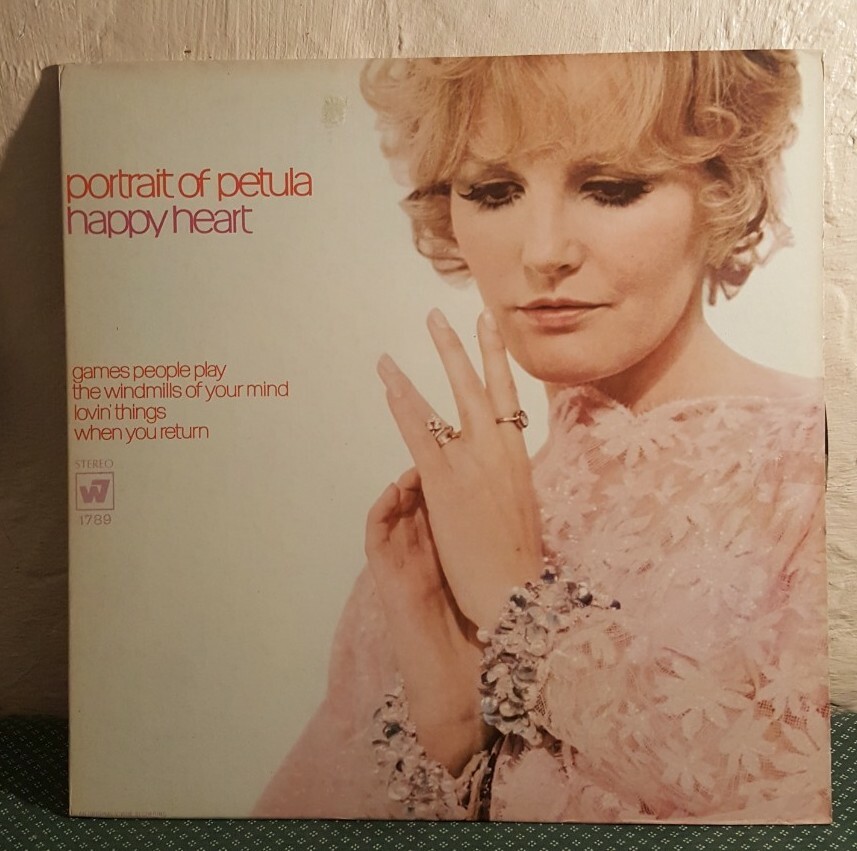 portrait of petula
happy heart
games people play
the windmills of your mind
lovin' things
when you return
STEREO
W7
1789